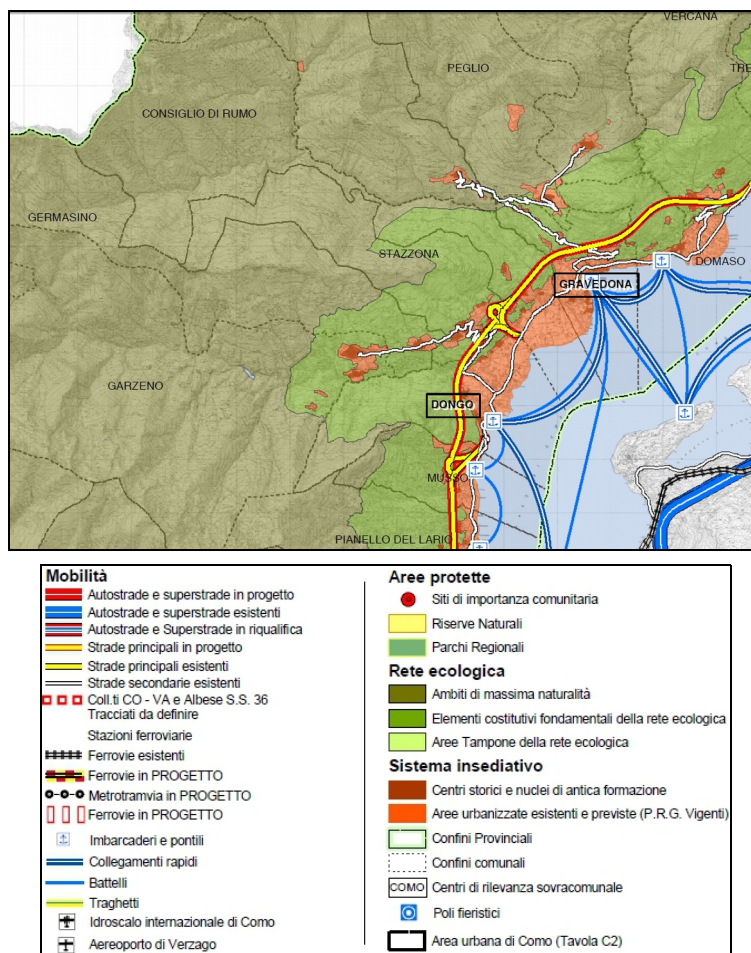 VERCANA
PEGLIO
TRE
CONSIGLIO DI RUMO
GERMASINO
STAZZONA
DOMASO
GRAVEDONA
GARZENO
DONGO
MUSSO
PIANELLO DEL LARIO
Mobilità
Autostrade e superstrade in progetto
Autostrade e superstrade esistenti
Autostrade e Superstrade in riqualifica
Strade principali in progetto
Strade principali esistenti
Strade secondarie esistenti
Coll.ti CO - VA e Albese S.S. 36
Tracciati da definire
Stazioni ferroviarie
Ferrovie esistenti
Ferrovie in PROGETTO
Metrotramvia in PROGETTO
Ferrovie in PROGETTO
Imbarcaderi e pontili
Collegamenti rapidi
Battelli
Traghetti
Idroscalo internazionale di Como
Aereoporto di Verzago
Aree protette
Siti di importanza comunitaria
Riserve Naturali
Parchi Regionali
Rete ecologica
Ambiti di massima naturalità
Elementi costitutivi fondamentali della rete ecologica
Aree Tampone della rete ecologica
Sistema insediativo
Centri storici e nuclei di antica formazione
Aree urbanizzate esistenti e previste (P.R.G. Vigenti)
Confini Provinciali
Confini comunali
COMO Centri di rilevanza sovracomunale
Poli fieristici
Area urbana di Como (Tavola C2)